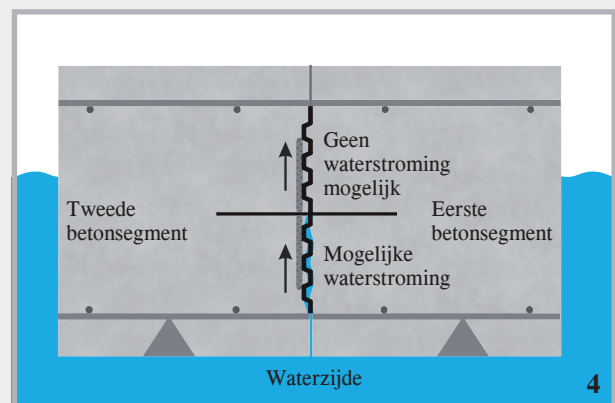 Geen
waterstroming
mogelijk
Tweede
betonsegment
Eerste
betonsegment
Mogelijke
waterstroming
Waterzijde
4